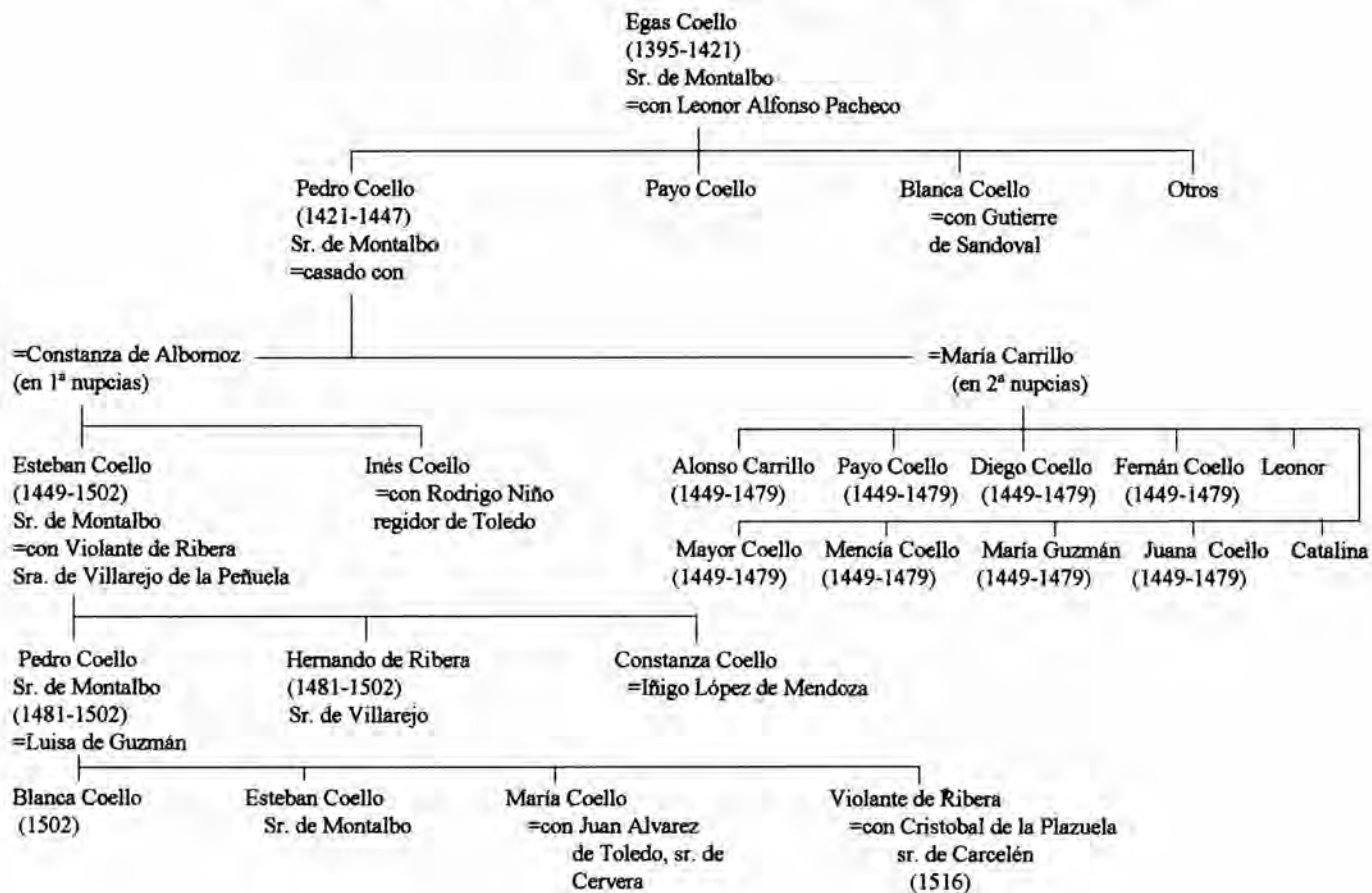 Egas Coello
(1395-1421)
Sr. de Montalbo
=con Leonor Alfonso Pacheco
Pedro Coello
(1421-1447)
Sr. de Montalbo
=casado con
Payo Coello
Blanca Coello
=con Gutierre
de Sandoval
Otros
=Constanza de Albornoz
(en 1ª nupcias)
=María Carrillo
(en 2ª nupcias)
Esteban Coello
(1449-1502)
Sr. de Montalbo
=con Violante de Ribera
Sra. de Villarejo de la Peñuela
Inés Coello
=con Rodrigo Niño
regidor de Toledo
Alonso Carrillo
(1449-1479)
Payo Coello
(1449-1479)
Diego Coello
(1449-1479)
Fernán Coello
(1449-1479)
Leonor
Mayor Coello
(1449-1479)
Mencía Coello
(1449-1479)
María Guzmán
(1449-1479)
Juana Coello
(1449-1479)
Catalina
Pedro Coello
Sr. de Montalbo
(1481-1502)
=Luisa de Guzmán
Hernando de Ribera
(1481-1502)
Sr. de Villarejo
Constanza Coello
=Iñigo López de Mendoza
Blanca Coello
(1502)
Esteban Coello
Sr. de Montalbo
María Coello
=con Juan Alvarez
de Toledo, sr. de
Cervera
Violante de Ribera
=con Cristobal de la Plazuela
sr. de Carcelén
(1516)